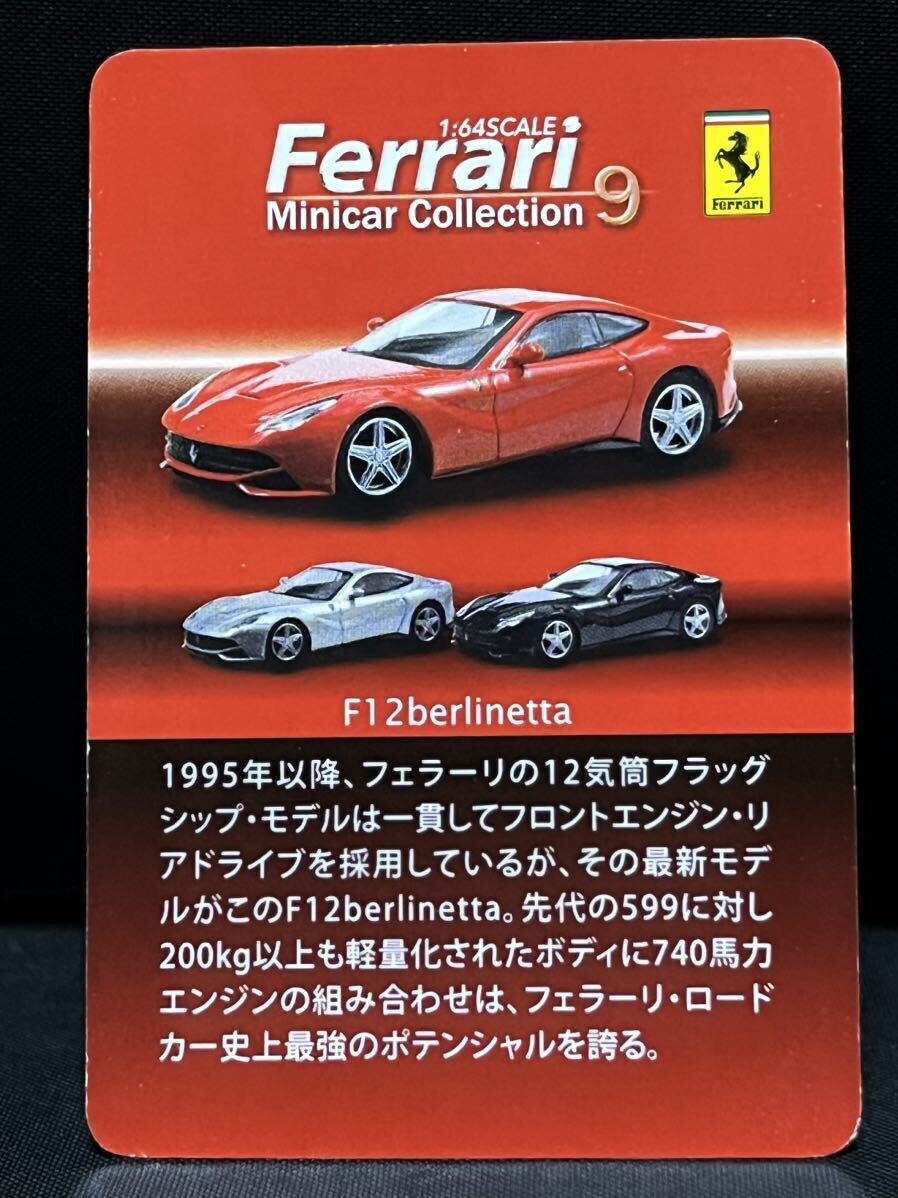 1:64SCALE
Ferrari
Minicar Collection 9
Ferrari
F12berlinetta
1995年以降、フェラーリの12気筒フラッグ
シップ・モデルは一貫してフロントエンジン・リ
アドライブを採用しているが、その最新モデ
ルがこのF12berlinetta。先代の599に対し
200kg以上も軽量化されたボディに740馬力
エンジンの組み合わせは、フェラーリ・ロード
カー史上最強のポテンシャルを誇る。